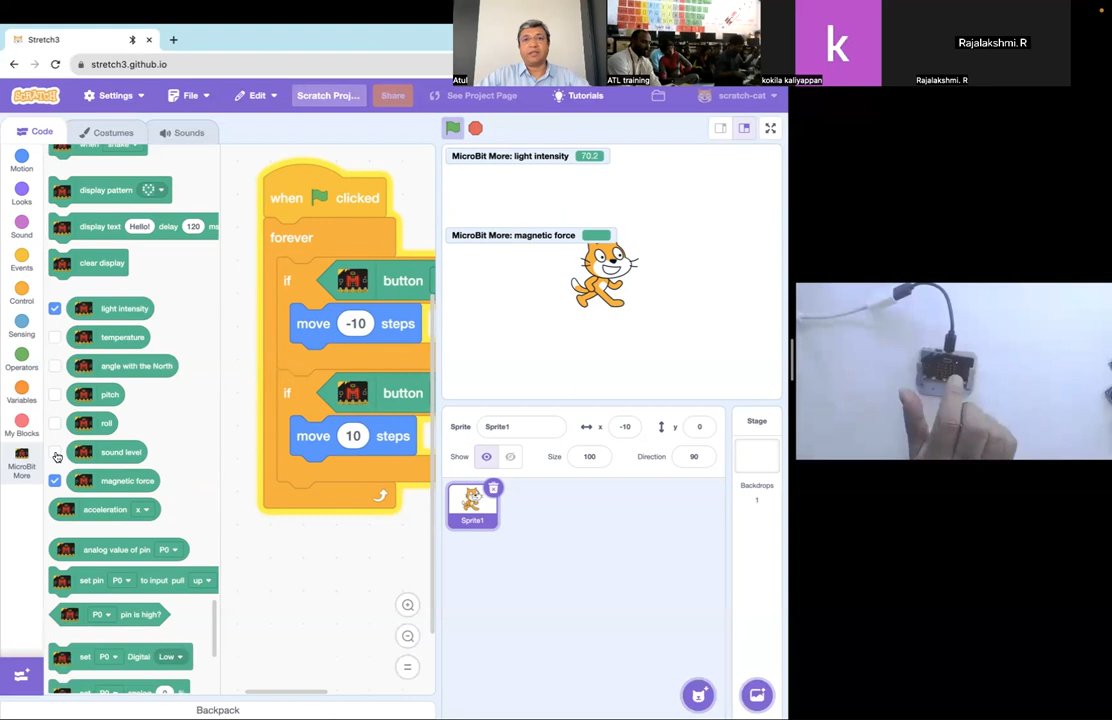 Stretch3
stretch3.github.io
Atul
ATL training
k
kokila kaliyappan
Rajalakshmi.R
Rajalakshmi. R
SCRATCH
Settings
File
Edit
Scratch Proj...
Share
See Project Page
Tutorials
scratch-cat
Code
Costumes
Sounds
Motion
Looks
Sound
Events
Control
Sensing
Operators
Variables
My Blocks
MicroBit
More
display pattern
display text Hello! delay 120 ms
clear display
light intensity
temperature
angle with the North
pitch
roll
sound level
magnetic force
acceleration x
analog value of pin P0
set pin P0 to input pull up
P0 pin is high?
set P0 Digital Low
when clicked
forever
if button
move -10 steps
if button
move 10 steps
MicroBit More: light intensity 70.2
MicroBit More: magnetic force
Sprite Sprite1 x -10 y 0
Show Size 100 Direction 90
Sprite1
Stage
Backdrops
1
Backpack